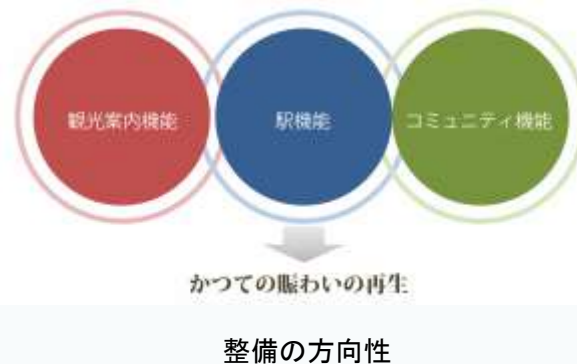 観光案内機能
駅機能
コミュニティ機能
かつての賑わいの再生
整備の方向性